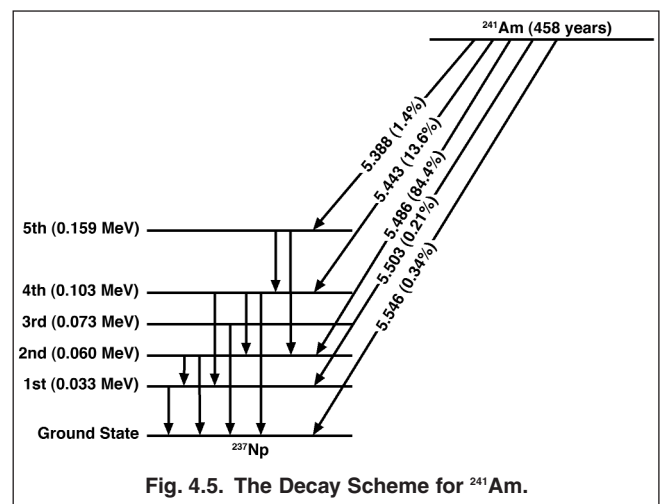 ²⁴¹Am (458 years)
5.388 (1.4%)
5.443 (13.6%)
5.486 (84.4%)
5.503 (0.21%)
5.546 (0.34%)
5th (0.159 MeV)
4th (0.103 MeV)
3rd (0.073 MeV)
2nd (0.060 MeV)
1st (0.033 MeV)
Ground State
²³⁷Np
Fig. 4.5. The Decay Scheme for ²⁴¹Am.